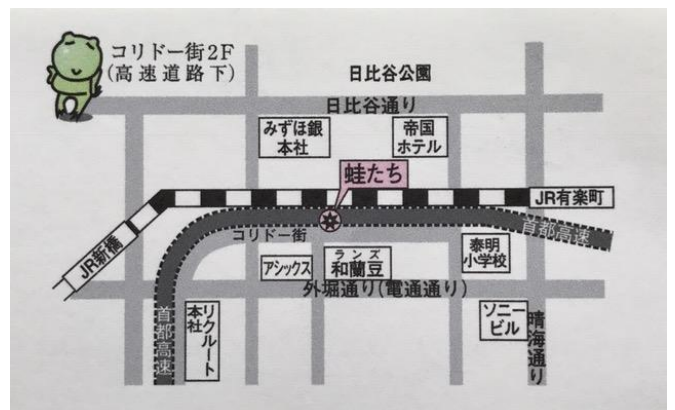 コリドー街2F
(高速道路下)
日比谷公園
日比谷通り
みずほ銀
本社
帝国
ホテル
蛙たち
JR有楽町
首都高速
コリドー街
JR新橋
アシックス
ランズ
和蘭豆
泰明
小学校
外堀通り(電通通り)
首都高速
リクルート
本社
ソニー
ビル
晴海通り